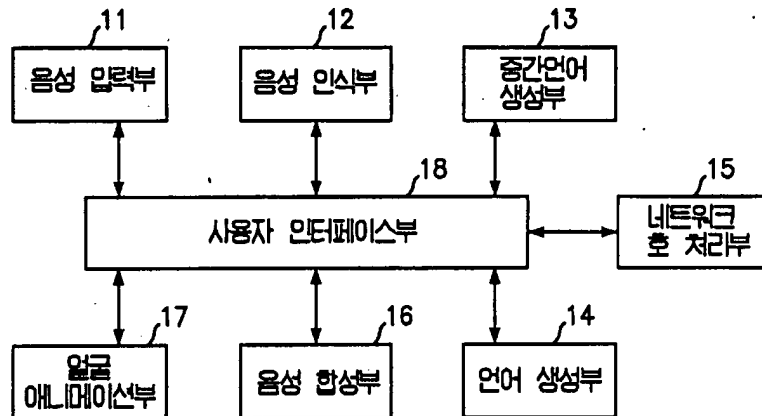 11
음성 입력부
12
음성 인식부
13
중간언어
생성부
18
사용자 인터페이스부
15
네트워크
호 처리부
17
얼굴
애니메이션부
16
음성 합성부
14
언어 생성부